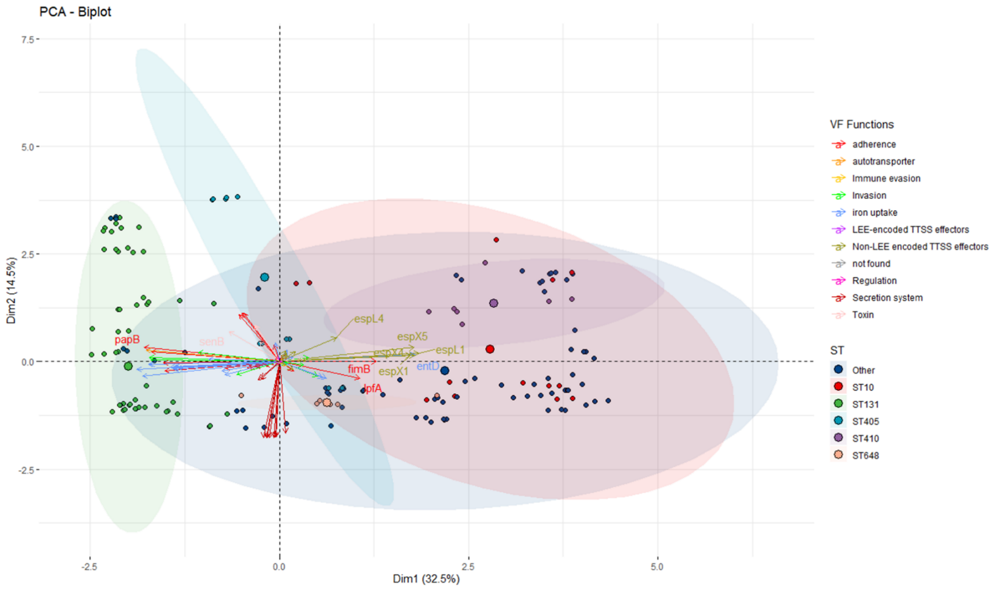 PCA - Biplot
7.5
5.0
2.5
0.0
-2.5
Dim2 (14.5%)
-2.5
0.0
2.5
5.0
Dim1 (32.5%)
espL4
papB
senB
espX5
espX4
espL1
fimB
espX1
entD
lpfA
VF Functions
a adherence
a autotransporter
a Immune evasion
a Invasion
a iron uptake
a LEE-encoded TTSS effectors
a Non-LEE encoded TTSS effectors
a not found
a Regulation
a Secretion system
a Toxin
ST
Other
ST10
ST131
ST405
ST410
ST648